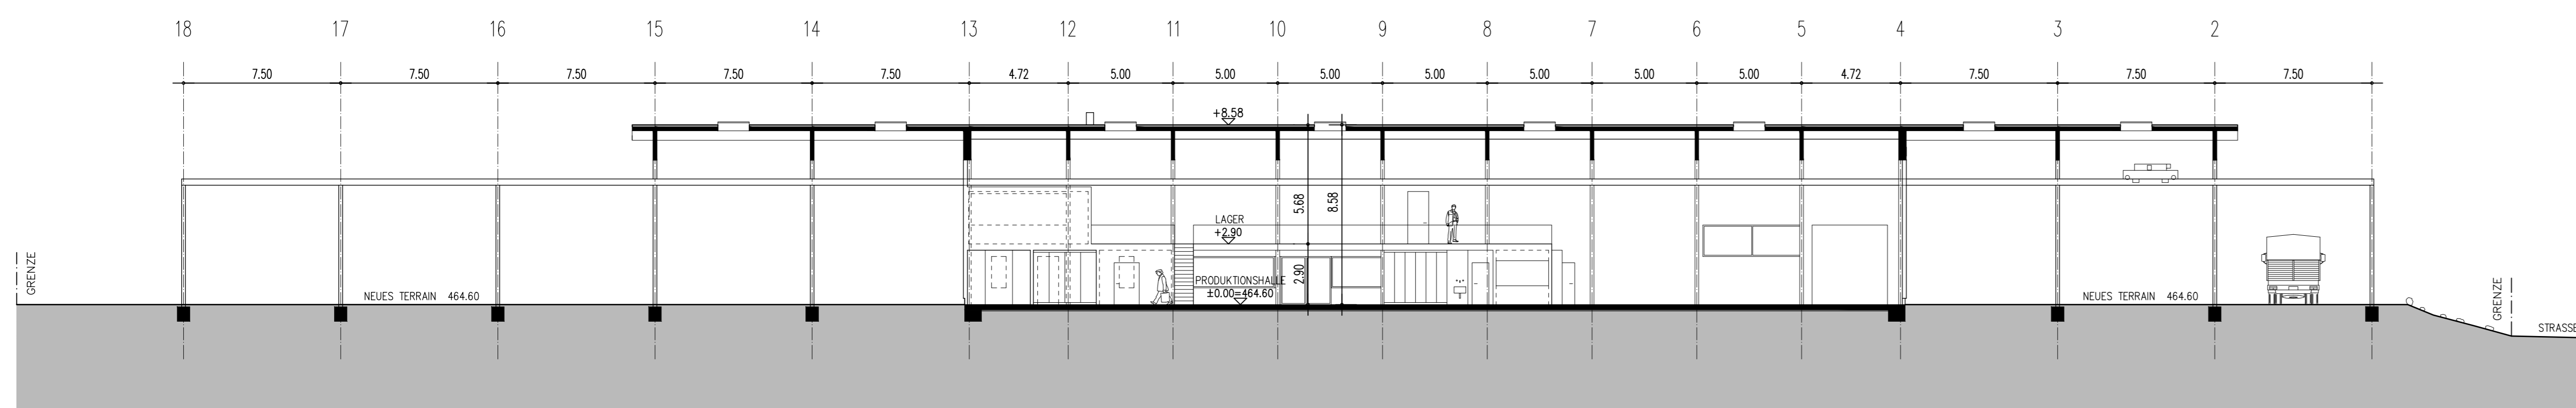 18 17 16 15 14 13 12 11 10 9 8 7 6 5 4 3 2
7.50 7.50 7.50 7.50 7.50 4.72 5.00 5.00 5.00 5.00 5.00 5.00 5.00 4.72 7.50 7.50 7.50
+8.58
5.68
8.58
LAGER
+2.90
GRENZE
NEUES TERRAIN 464.60
PRODUKTIONSHALLE
±0.00=464.60
2.90
NEUES TERRAIN 464.60
GRENZE
STRASSE